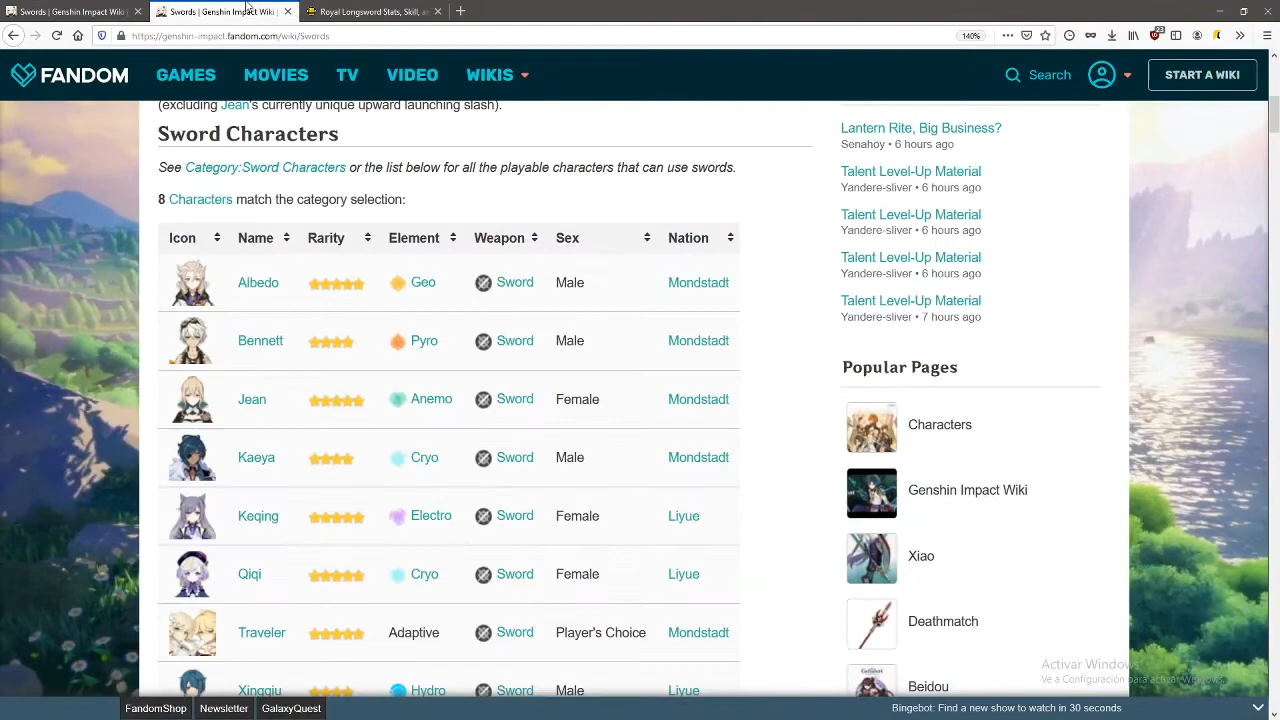 Swords | Genshin Impact Wiki
Swords | Genshin Impact Wiki |
Royal Longsword Stats, Skill, a
https://genshin-impact.fandom.com/wiki/Swords
140%
FANDOM
GAMES
MOVIES
TV
VIDEO
WIKIS
Search
START A WIKI
(excluding Jean's currently unique upward launching slash).
Sword Characters
See Category:Sword Characters or the list below for all the playable characters that can use swords.
8 Characters match the category selection:
Icon Name Rarity Element Weapon Sex Nation
Albedo Geo Sword Male Mondstadt
Bennett Pyro Sword Male Mondstadt
Jean Anemo Sword Female Mondstadt
Kaeya Cryo Sword Male Mondstadt
Keqing Electro Sword Female Liyue
Qiqi Cryo Sword Female Liyue
Traveler Adaptive Sword Player's Choice Mondstadt
Xingqiu Hydro Sword Male Liyue
Lantern Rite, Big Business?
Senahoy • 6 hours ago
Talent Level-Up Material
Yandere-sliver • 6 hours ago
Talent Level-Up Material
Yandere-sliver • 6 hours ago
Talent Level-Up Material
Yandere-sliver • 6 hours ago
Talent Level-Up Material
Yandere-sliver • 7 hours ago
Popular Pages
Characters
Genshin Impact Wiki
Xiao
Deathmatch
Beidou
Activar Windows
Ve a Configuración para activar Windows.
FandomShop
Newsletter
GalaxyQuest
Bingebot: Find a new show to watch in 30 seconds